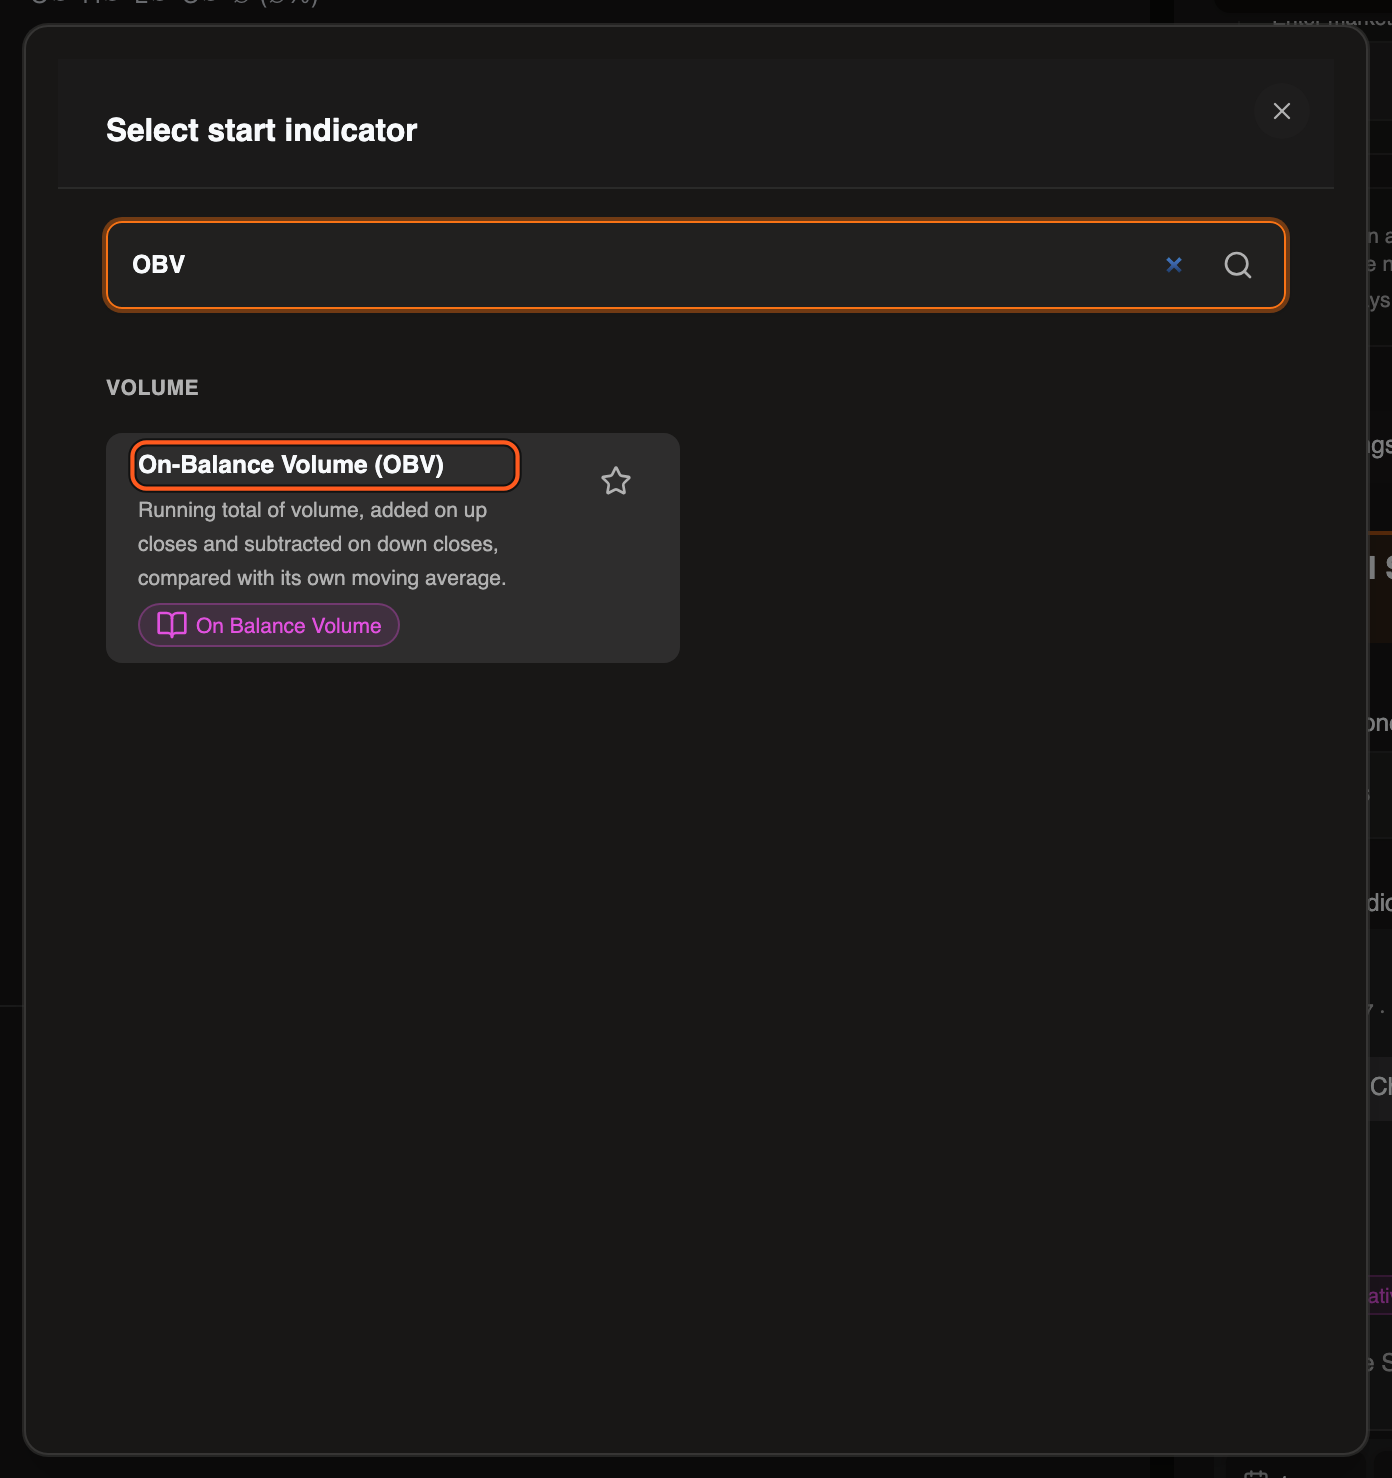 Select start indicator
OBV
VOLUME
On-Balance Volume (OBV)
Running total of volume, added on up
closes and subtracted on down closes,
compared with its own moving average.
On Balance Volume